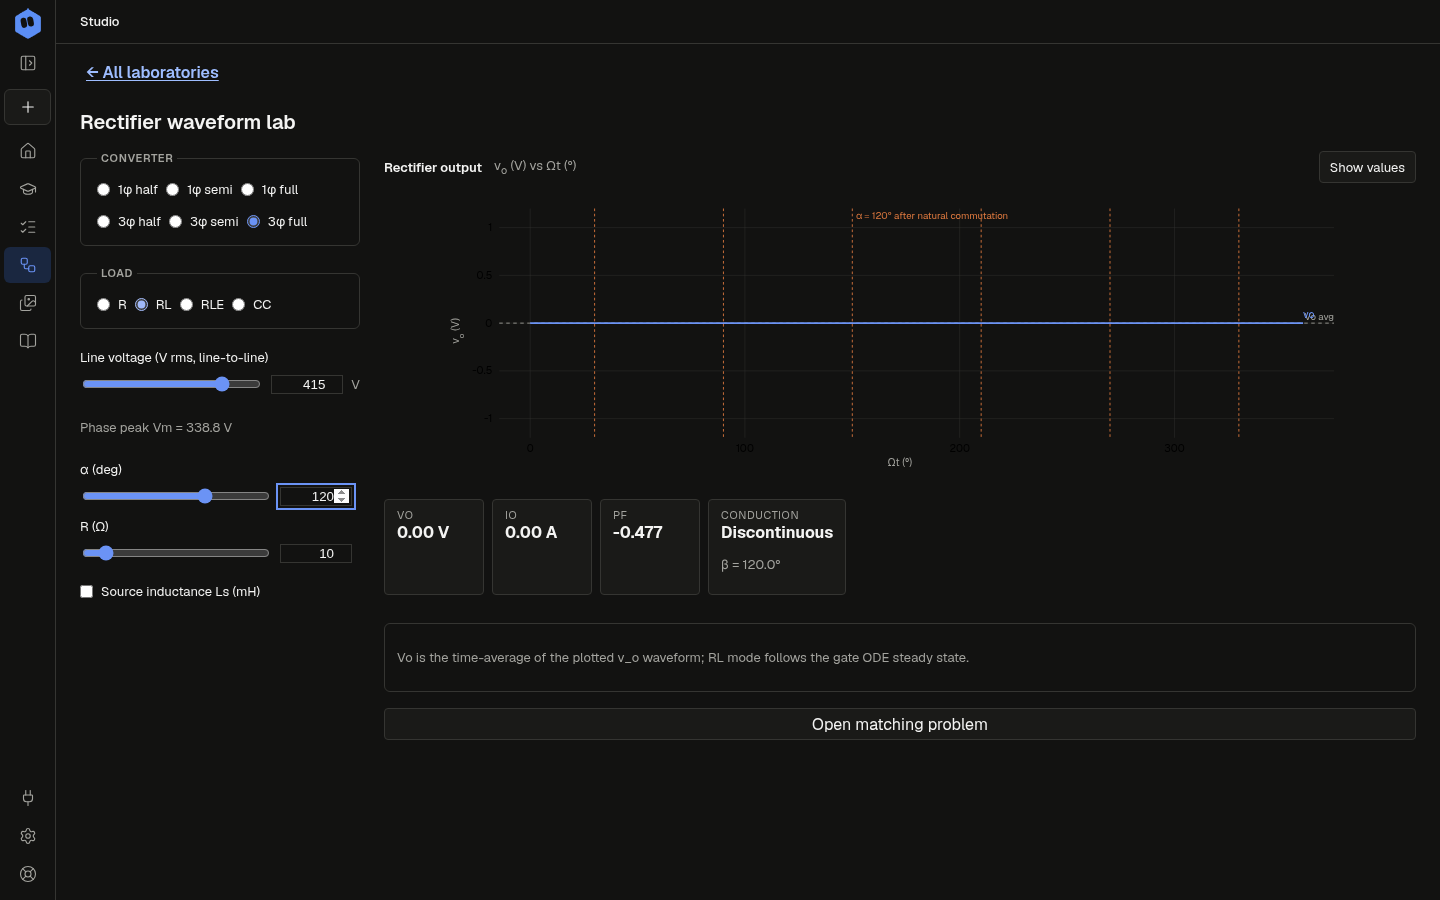 Studio
← All laboratories
Rectifier waveform lab
CONVERTER
1φ half 1φ semi 1φ full
3φ half 3φ semi 3φ full
LOAD
R RL RLE CC
Line voltage (V rms, line-to-line)
415 V
Phase peak Vm = 338.8 V
α (deg)
120
R (Ω)
10
Source inductance Ls (mH)
Rectifier output vo (V) vs Ωt (°)
Show values
α = 120° after natural commutation
1
0.5
0
-0.5
-1
vo (V)
Vo avg
0 100 200 300
Ωt (°)
VO
0.00 V
IO
0.00 A
PF
-0.477
CONDUCTION
Discontinuous
β = 120.0°
Vo is the time-average of the plotted v_o waveform; RL mode follows the gate ODE steady state.
Open matching problem